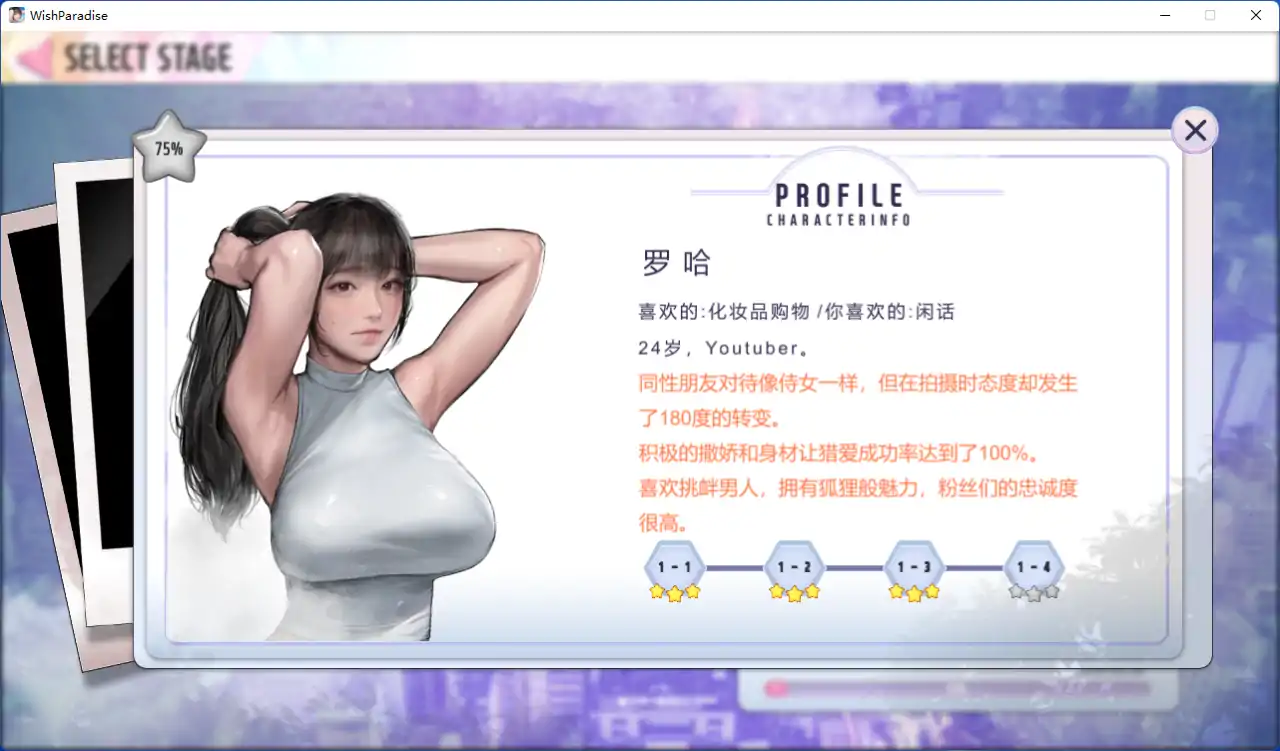 WishParadise
SELECT STAGE
75%
PROFILE
CHARACTERINFO
罗 哈
喜欢的:化妆品购物 /你喜欢的:闲话
24岁，Youtuber。
同性朋友对待像侍女一样，但在拍摄时态度却发生
了180度的转变。
积极的撒娇和身材让猎爱成功率达到了100%。
喜欢挑衅男人，拥有狐狸般魅力，粉丝们的忠诚度
很高。
1 - 1
1 - 2
1 - 3
1 - 4